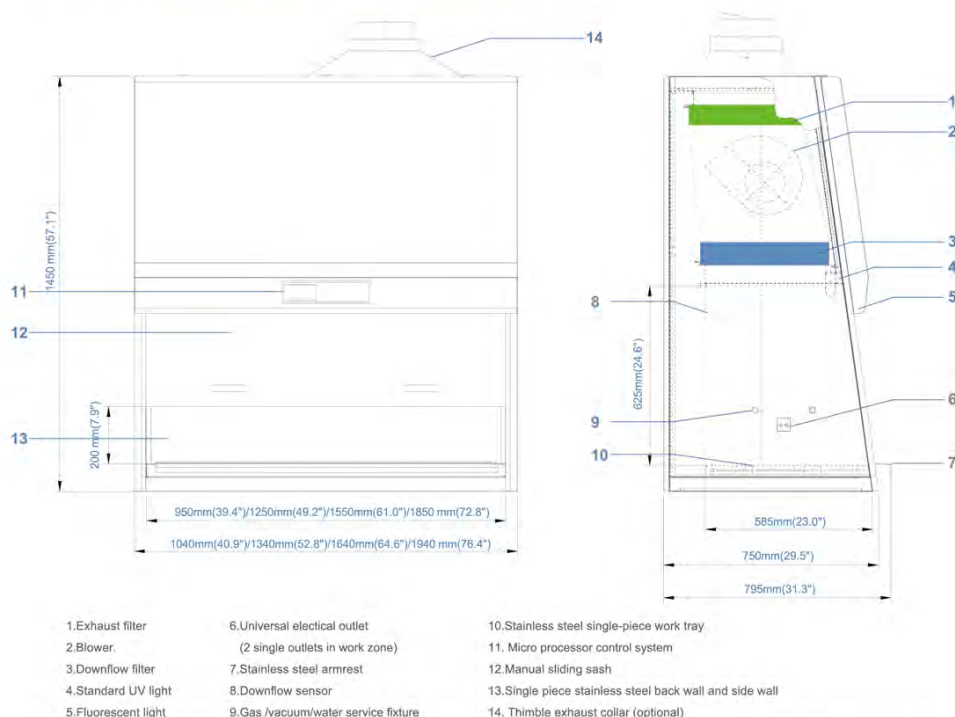 14
1
2
3
4
5
6
7
8
9
10
11
12
13
1450 mm(57.1")
200 mm(7.9")
625mm(24.6")
950mm(39.4")/1250mm(49.2")/1550mm(61.0")/1850 mm(72.8")
1040mm(40.9")/1340mm(52.8")/1640mm(64.6")/1940 mm(76.4")
585mm(23.0")
750mm(29.5")
795mm(31.3")
1.Exhaust filter
2.Blower.
3.Downflow filter
4.Standard UV light
5.Fluorescent light
6.Universal electical outlet
(2 single outlets in work zone)
7.Stainless steel armrest
8.Downflow sensor
9.Gas /vacuum/water service fixture
10.Stainless steel single-piece work tray
11. Micro processor control system
12.Manual sliding sash
13.Single piece stainless steel back wall and side wall
14. Thimble exhaust collar (optional)